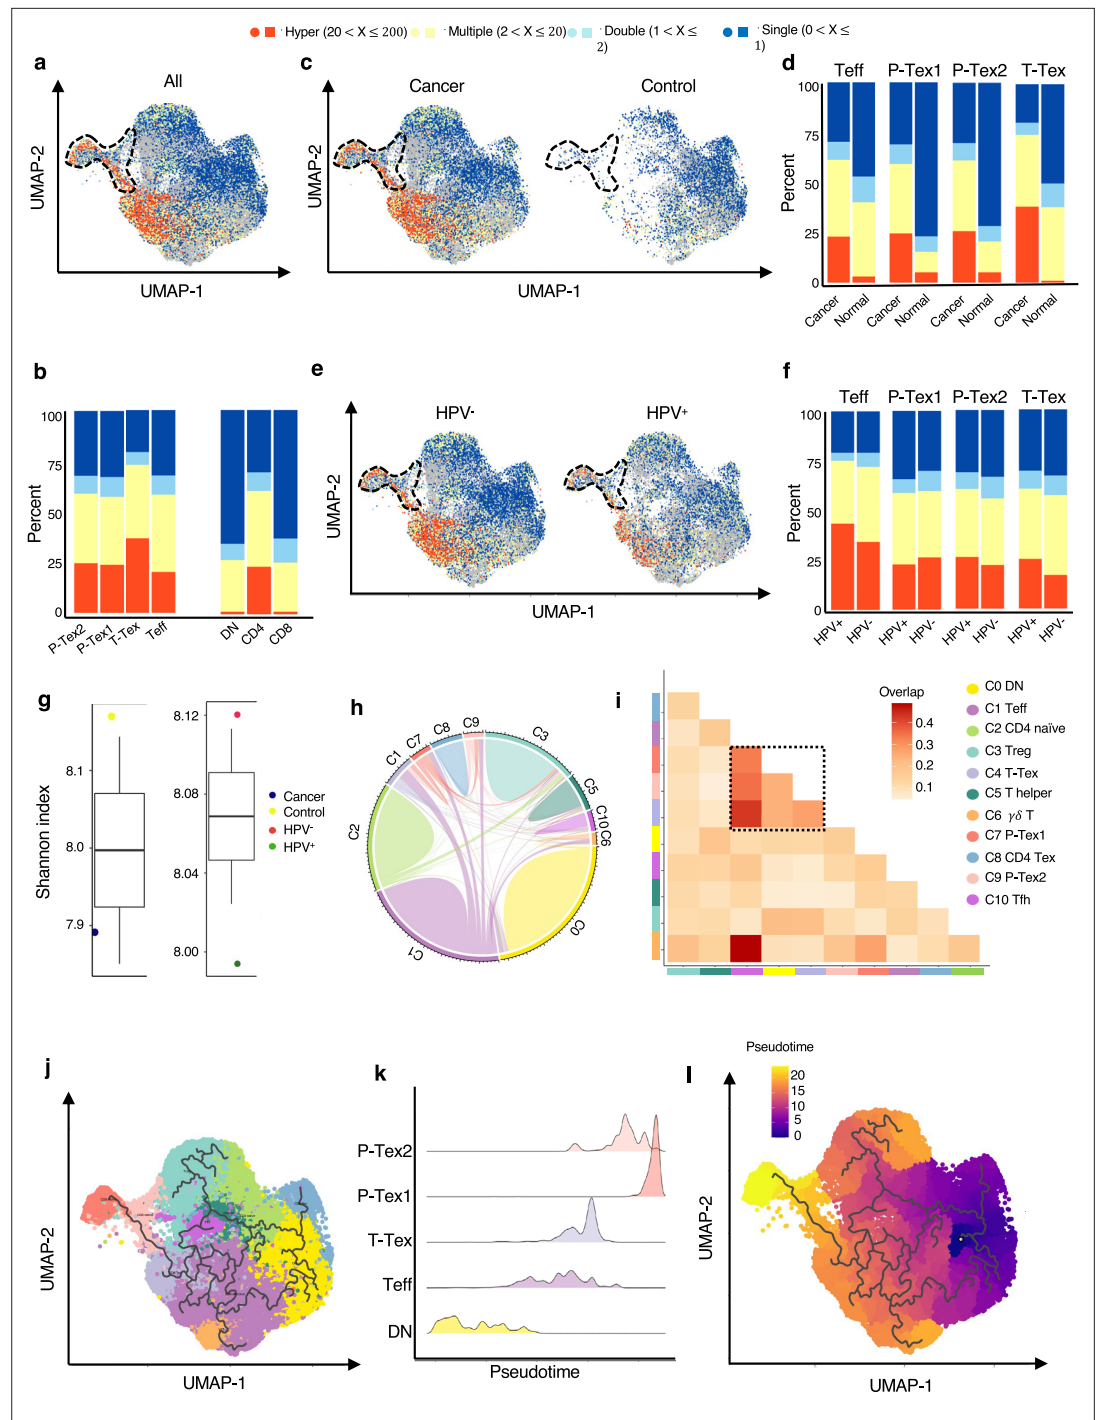 Hyper (20 < X ≤ 200) Multiple (2 < X ≤ 20) Double (1 < X ≤ 2) Single (0 < X ≤ 1)
a
All
UMAP-2
UMAP-1
c
Cancer
Control
UMAP-2
UMAP-1
d
Teff P-Tex1 P-Tex2 T-Tex
Percent
100
75
50
25
0
Cancer Normal Cancer Normal Cancer Normal Cancer Normal
b
Percent
100
75
50
25
0
P-Tex2 P-Tex1 T-Tex Teff DN CD4 CD8
e
HPV-
HPV+
UMAP-2
UMAP-1
f
Teff P-Tex1 P-Tex2 T-Tex
Percent
100
75
50
25
0
HPV+ HPV- HPV+ HPV- HPV+ HPV- HPV+ HPV-
g
Shannon index
8.1
8.0
7.9
8.12
8.08
8.04
8.00
Cancer
Control
HPV-
HPV+
h
C9
C3
C5
C10
C6
C0
C1
C2
C1
C7
C8
i
Overlap
0.4
0.3
0.2
0.1
C0 DN
C1 Teff
C2 CD4 naïve
C3 Treg
C4 T-Tex
C5 T helper
C6 γδ T
C7 P-Tex1
C8 CD4 Tex
C9 P-Tex2
C10 Tfh
j
UMAP-2
UMAP-1
k
P-Tex2
P-Tex1
T-Tex
Teff
DN
Pseudotime
l
Pseudotime
20
15
10
5
0
UMAP-2
UMAP-1